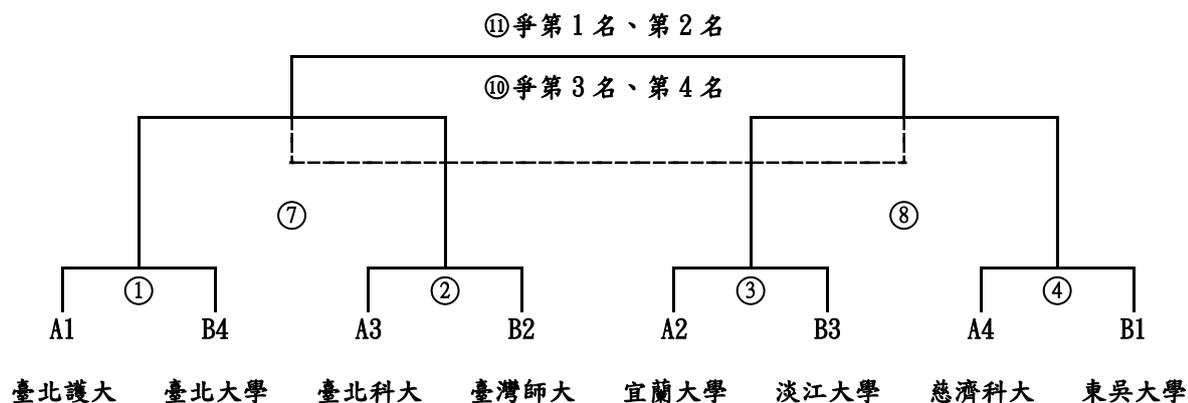 ⑪爭第1名、第2名
⑩爭第3名、第4名
⑦ ⑧
① ② ③ ④
A1 B4 A3 B2 A2 B3 A4 B1
臺北護大 臺北大學 臺北科大 臺灣師大 宜蘭大學 淡江大學 慈濟科大 東吳大學